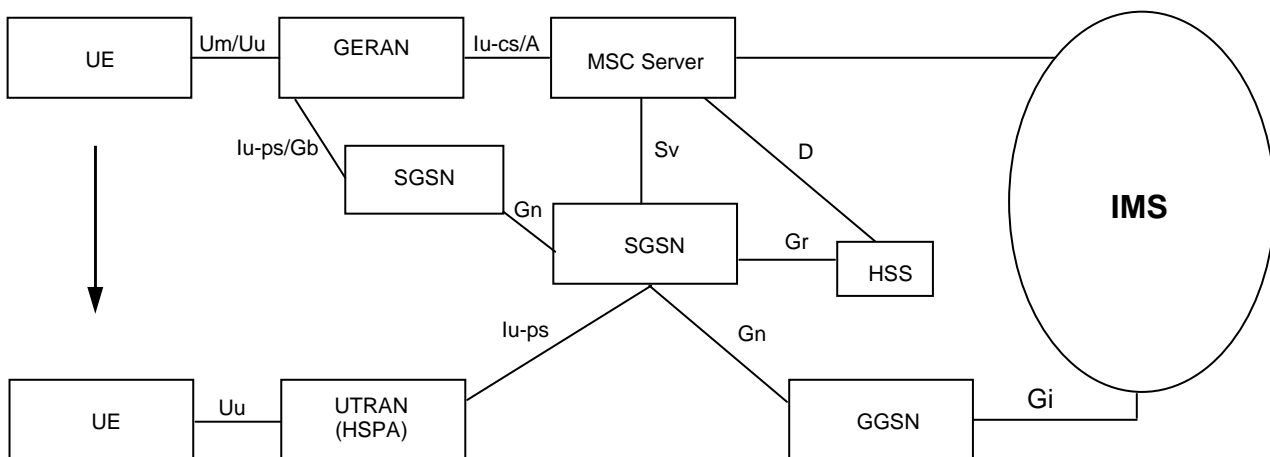 UE
Um/Uu
GERAN
Iu-cs/A
MSC Server
Iu-ps/Gb
SGSN
Gn
Sv
D
IMS
SGSN
Gr
HSS
Iu-ps
Gn
UE
Uu
UTRAN
(HSPA)
GGSN
Gi